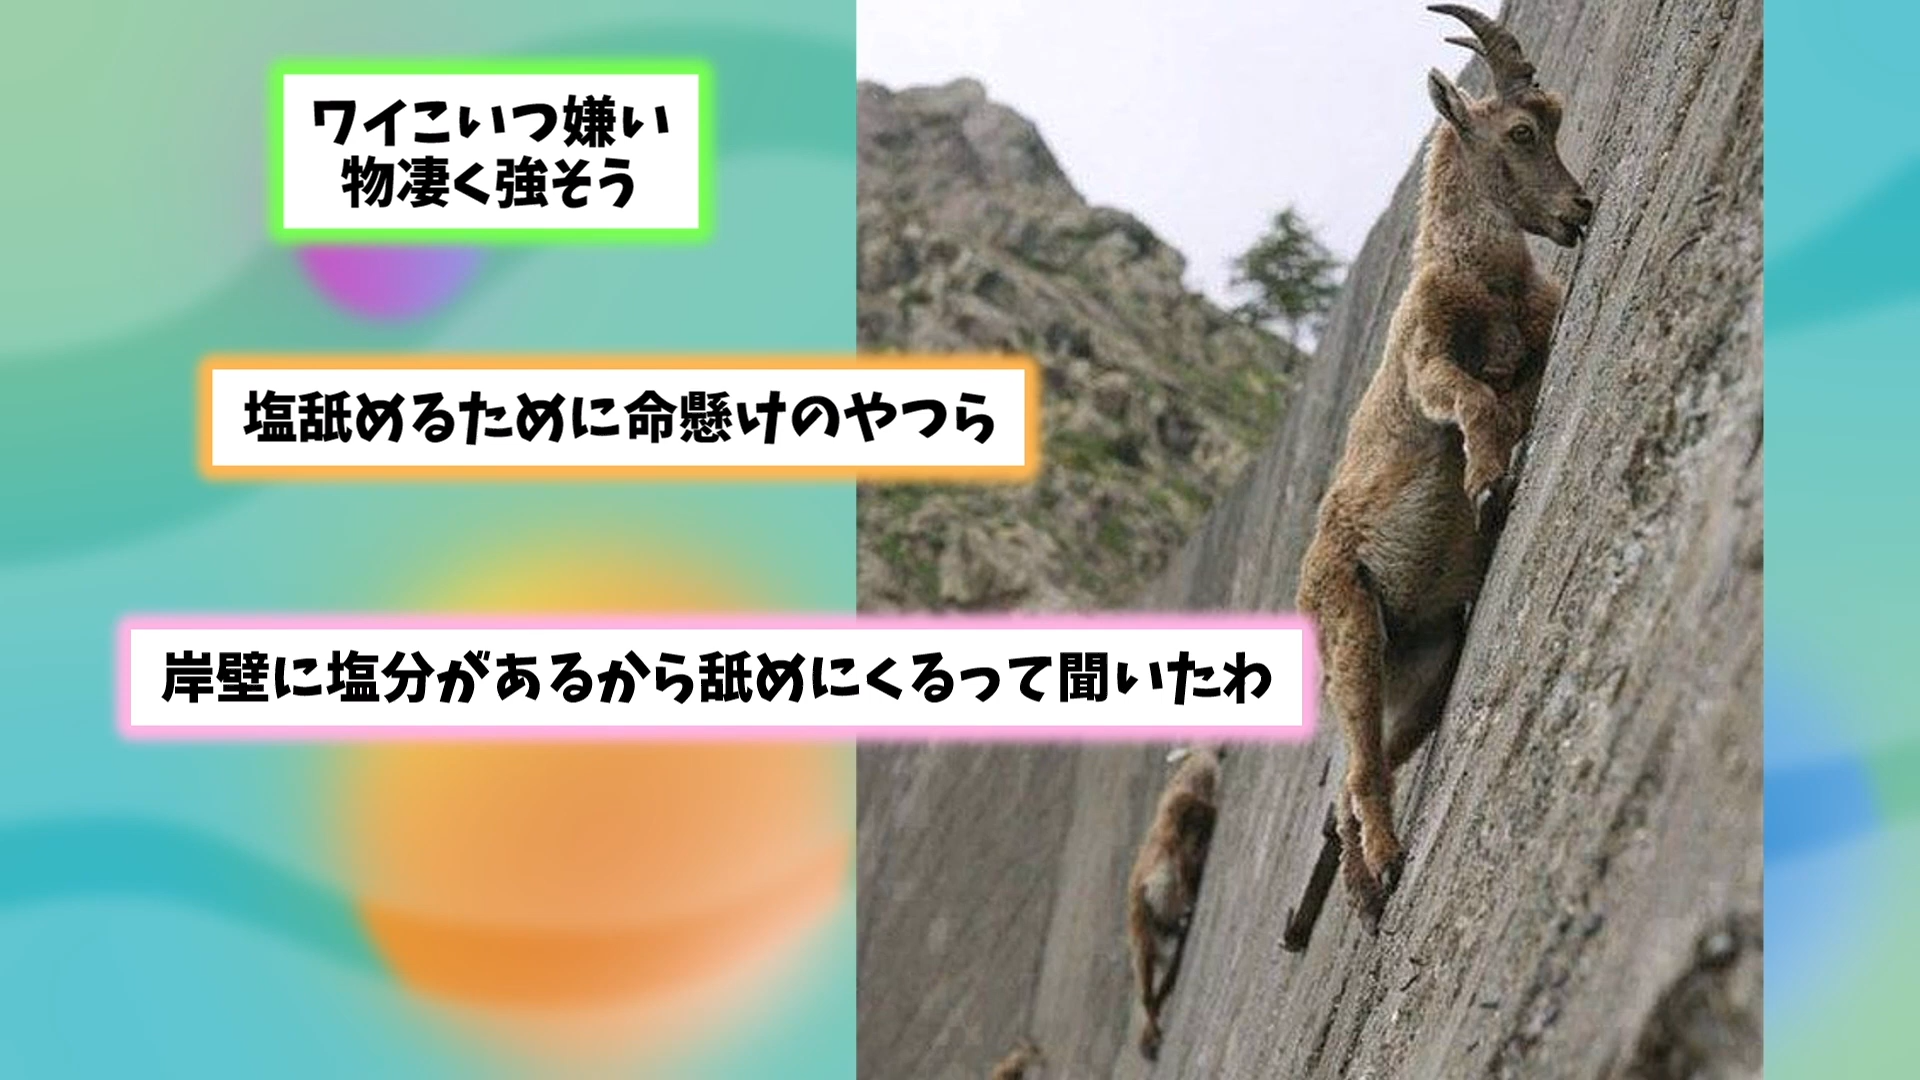 ワイこいつ嫌い
物凄く強そう
塩舐めるために命懸けのやつら
岸壁に塩分があるから舐めにくるって聞いたわ